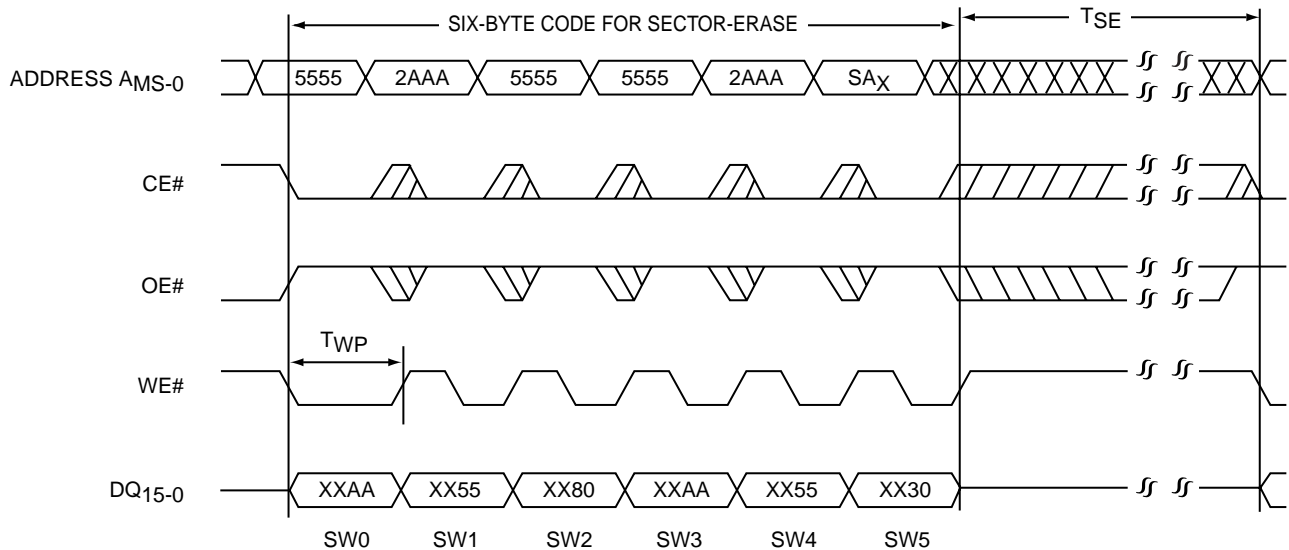 SIX-BYTE CODE FOR SECTOR-ERASE TSE
ADDRESS AMS-0 5555 2AAA 5555 5555 2AAA SAX
CE#
OE#
TWP
WE#
DQ15-0 XXAA XX55 XX80 XXAA XX55 XX30
SW0 SW1 SW2 SW3 SW4 SW5